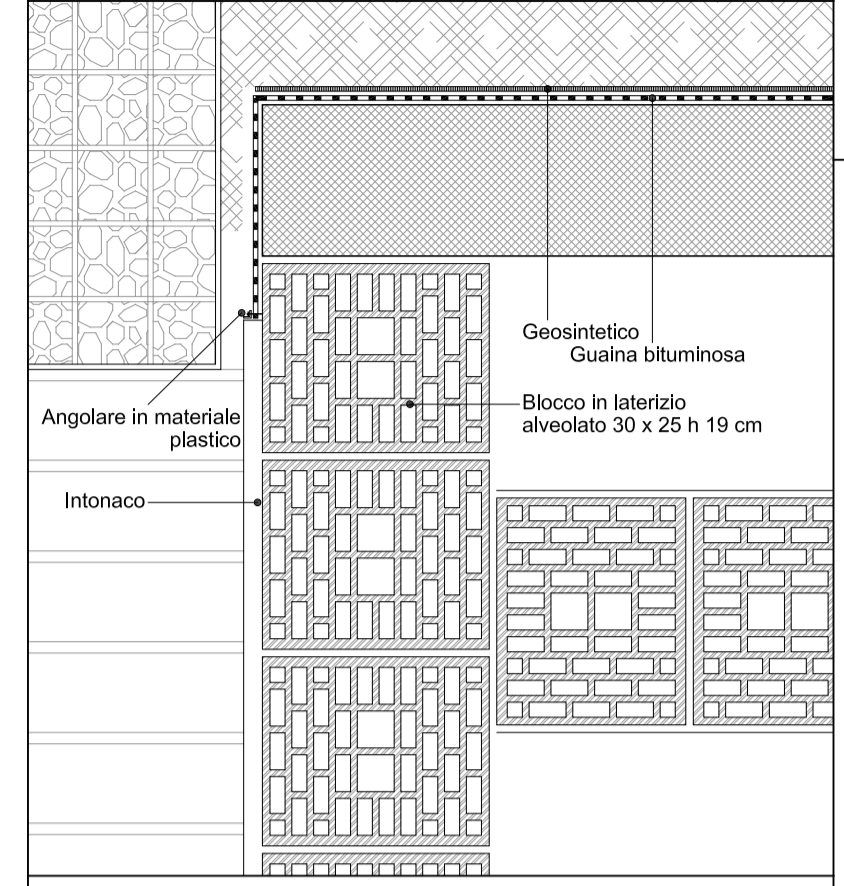 Geosintetico
Guaina bituminosa
Blocco in laterizio
alveolato 30 x 25 h 19 cm
Angolare in materiale
plastico
Intonaco